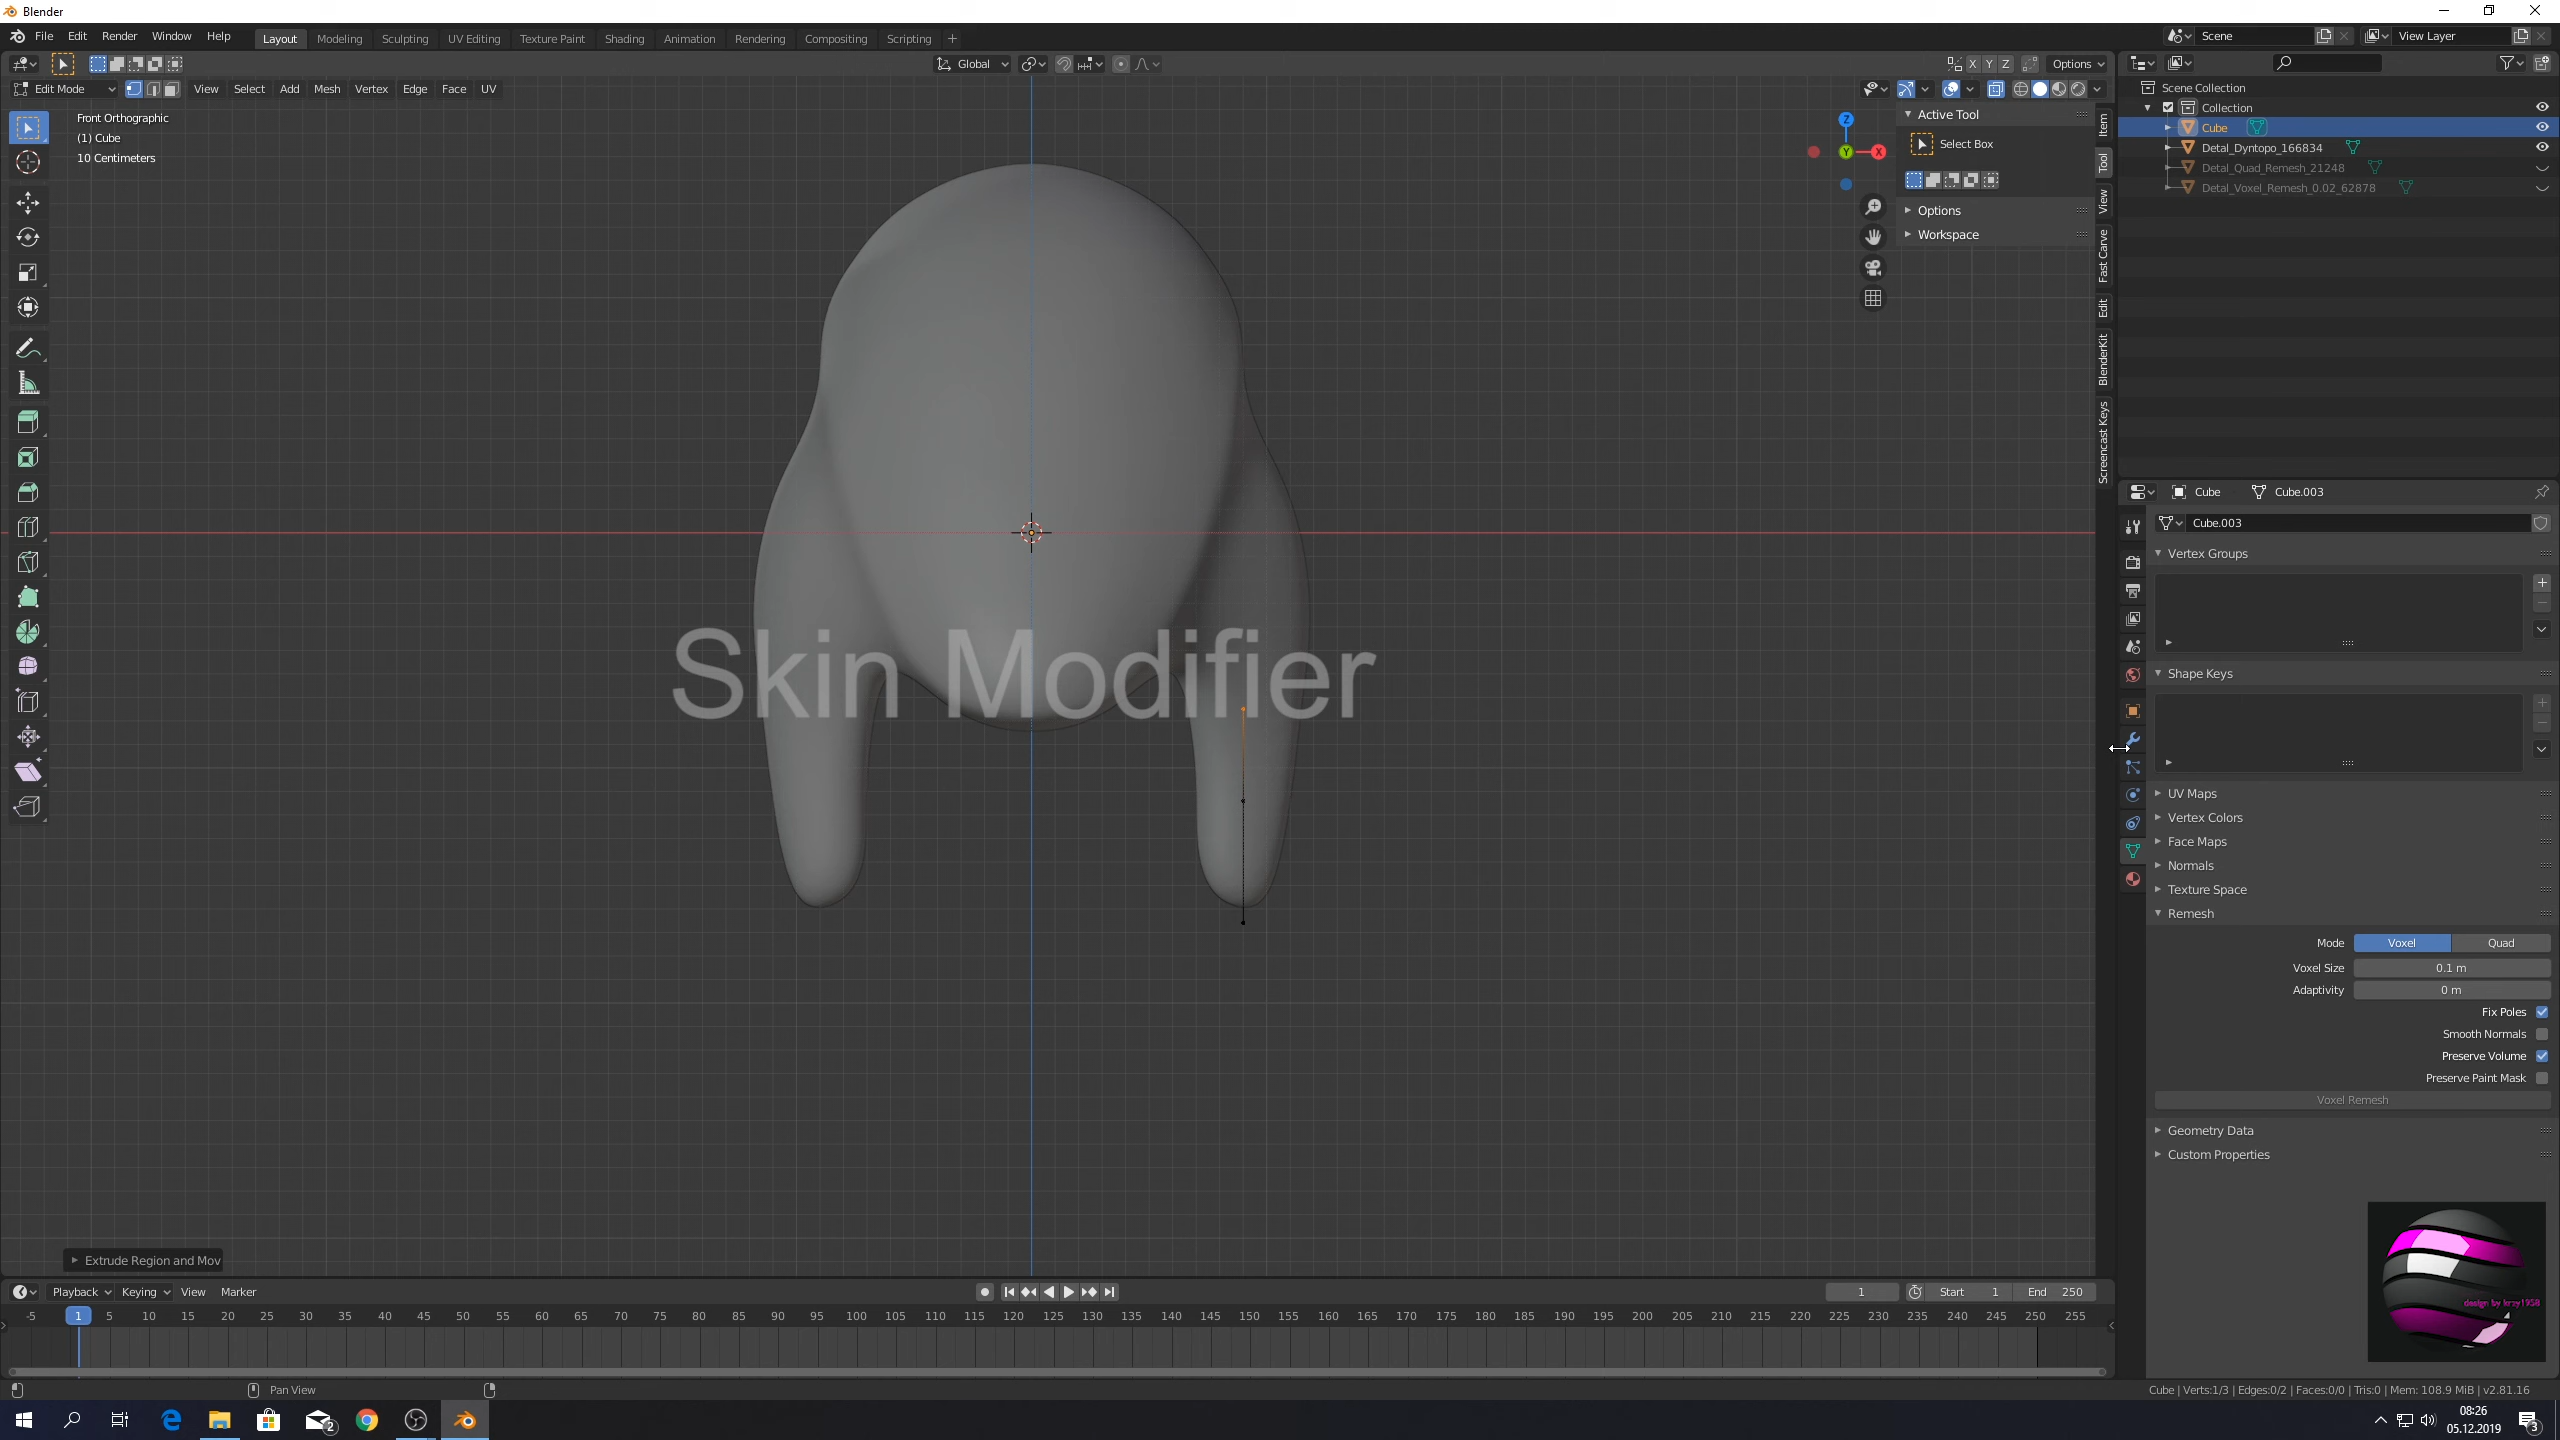 Blender
File Edit Render Window Help Layout Modeling Sculpting UV Editing Texture Paint Shading Animation Rendering Compositing Scripting + Scene View Layer
Global X Y Z Options
Edit Mode View Select Add Mesh Vertex Edge Face UV
Front Orthographic
(1) Cube
10 Centimeters
Z
Y X
Active Tool
Select Box
Options
Workspace
Item
Tool
View
Fast Carve
Edit
BlenderKit
Screencast Keys
Scene Collection
Collection
Cube
Detal_Dyntopo_166834
Detal_Quad_Remesh_21248
Detal_Voxel_Remesh_0.02_62878
Cube Cube.003
Cube.003
Vertex Groups
Shape Keys
UV Maps
Vertex Colors
Face Maps
Normals
Texture Space
Remesh
Mode Voxel Quad
Voxel Size 0.1 m
Adaptivity 0 m
Fix Poles
Smooth Normals
Preserve Volume
Preserve Paint Mask
Voxel Remesh
Geometry Data
Custom Properties
Skin Modifier
design by krzy1958
Extrude Region and Mov
Playback Keying View Marker 1 Start 1 End 250
-5 1 5 10 15 20 25 30 35 40 45 50 55 60 65 70 75 80 85 90 95 100 105 110 115 120 125 130 135 140 145 150 155 160 165 170 175 180 185 190 195 200 205 210 215 220 225 230 235 240 245 250 255
Pan View
Cube | Verts:1/3 | Edges:0/2 | Faces:0/0 | Tris:0 | Mem: 108.9 MiB | v2.81.16
2
08:26
05.12.2019
3